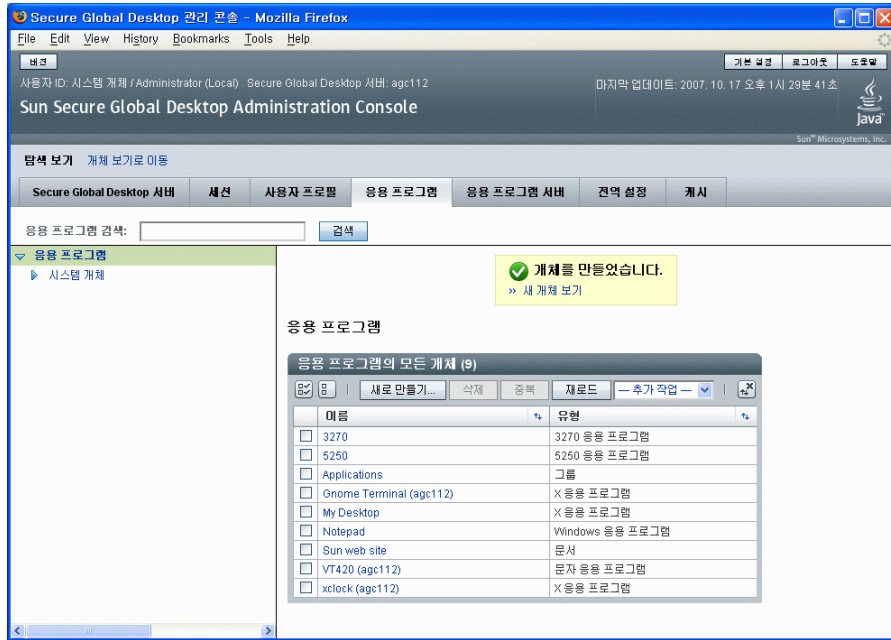 Secure Global Desktop 관리 콘솔 - Mozilla Firefox
File Edit View History Bookmarks Tools Help
버전 기본 설정 로그아웃 도움말
사용자 ID: 시스템 개체 / Administrator (Local) Secure Global Desktop 서버: agc112 마지막 업데이트: 2007. 10. 17 오후 1시 29분 41초
Sun Secure Global Desktop Administration Console
Java
Sun™ Microsystems, Inc.
탐색 보기 개체 보기로 이동
Secure Global Desktop 서버 세션 사용자 프로필 응용 프로그램 응용 프로그램 서버 전역 설정 캐시
응용 프로그램 검색: 검색
응용 프로그램
시스템 개체
개체를 만들었습니다.
›› 새 개체 보기
응용 프로그램
응용 프로그램의 모든 개체 (9)
새로 만들기... 삭제 중복 재로드 — 추가 작업 —
이름 유형
3270 3270 응용 프로그램
5250 5250 응용 프로그램
Applications 그룹
Gnome Terminal (agc112) X 응용 프로그램
My Desktop X 응용 프로그램
Notepad Windows 응용 프로그램
Sun web site 문서
VT420 (agc112) 문자 응용 프로그램
xclock (agc112) X 응용 프로그램